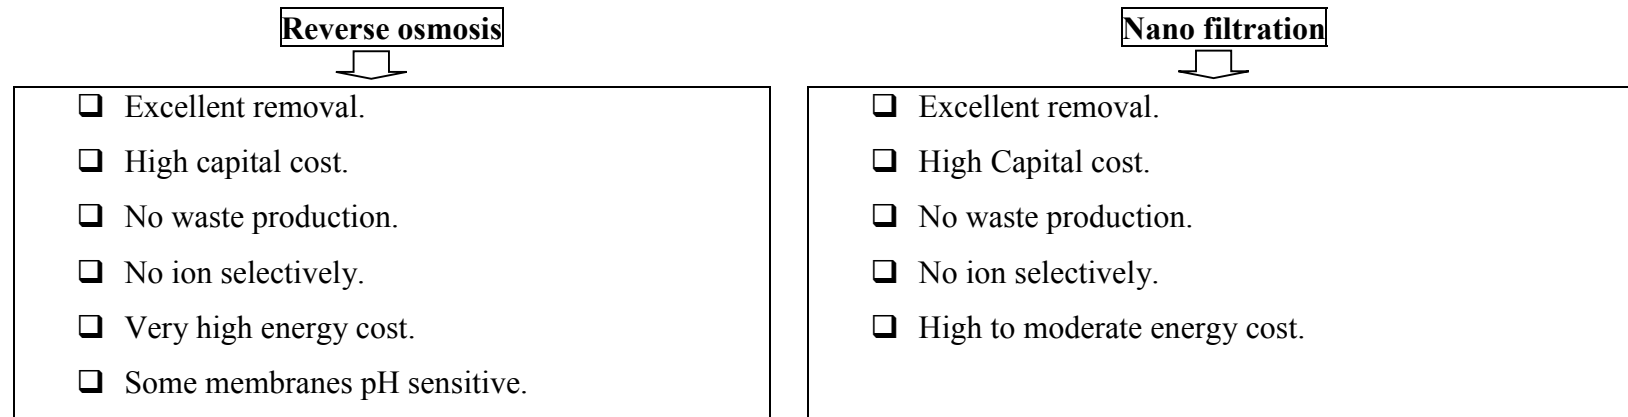 Reverse osmosis
Excellent removal.
High capital cost.
No waste production.
No ion selectively.
Very high energy cost.
Some membranes pH sensitive.
Nano filtration
Excellent removal.
High Capital cost.
No waste production.
No ion selectively.
High to moderate energy cost.